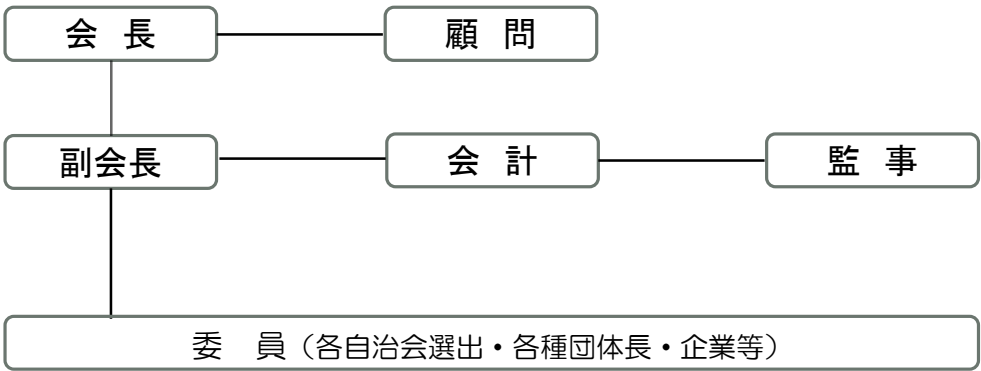 会　長
顧　問
副会長
会　計
監　事
委　員（各自治会選出・各種団体長・企業等）